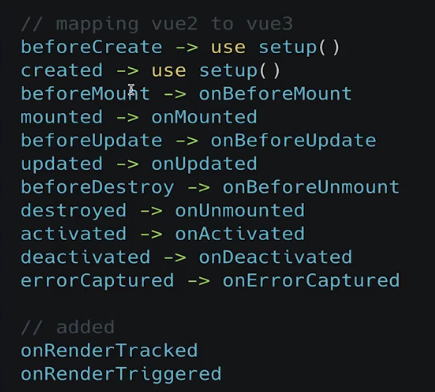 // mapping vue2 to vue3
beforeCreate -> use setup()
created -> use setup()
beforeMount -> onBeforeMount
mounted -> onMounted
beforeUpdate -> onBeforeUpdate
updated -> onUpdated
beforeDestroy -> onBeforeUnmount
destroyed -> onUnmounted
activated -> onActivated
deactivated -> onDeactivated
errorCaptured -> onErrorCaptured

// added
onRenderTracked
onRenderTriggered